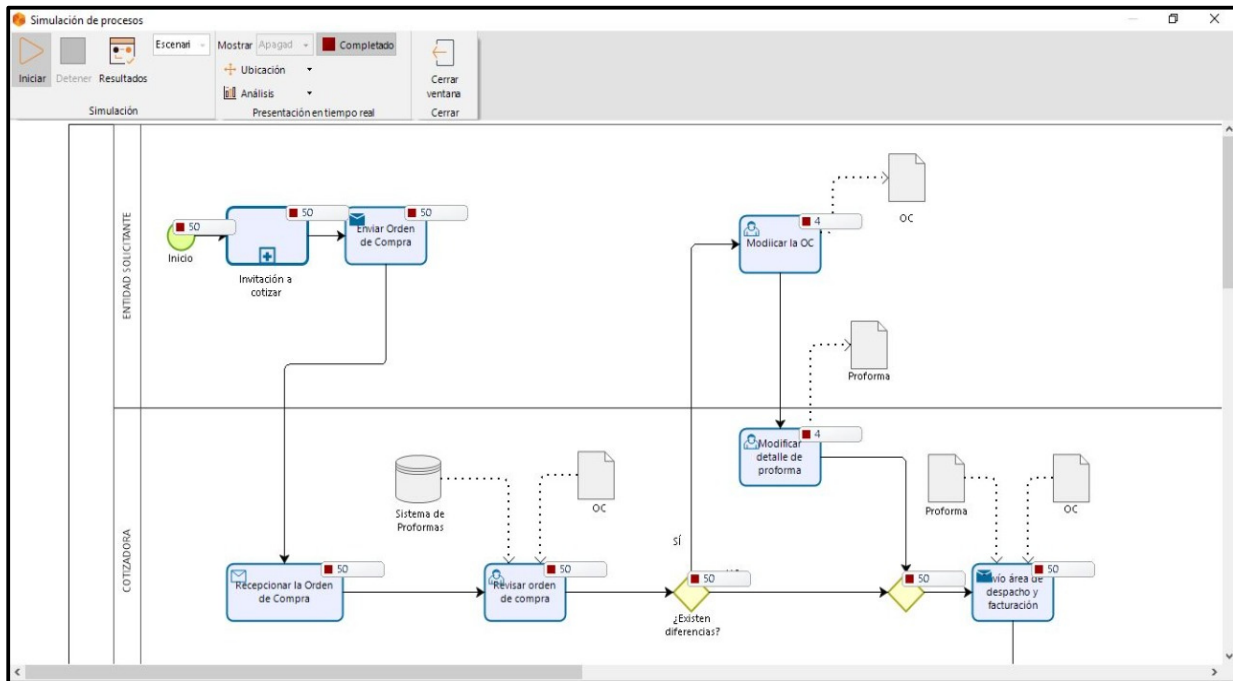 Simulación de procesos
Iniciar
Detener
Resultados
Escenari
Simulación
Mostrar
Apagad
Completado
Ubicación
Análisis
Presentación en tiempo real
Cerrar
ventana
Cerrar
ENTIDAD SOLICITANTE
50
Inicio
50
Invitación a
cotizar
50
Enviar Orden
de Compra
4
Modiicar la OC
OC
Proforma
COTIZADORA
4
Modificar
detalle de
proforma
Sistema de
Proformas
OC
Proforma
OC
50
Recepcionar la Orden
de Compra
50
Revisar orden
de compra
SÍ
50
¿Existen
diferencias?
50
50
área de
despacho y
facturación